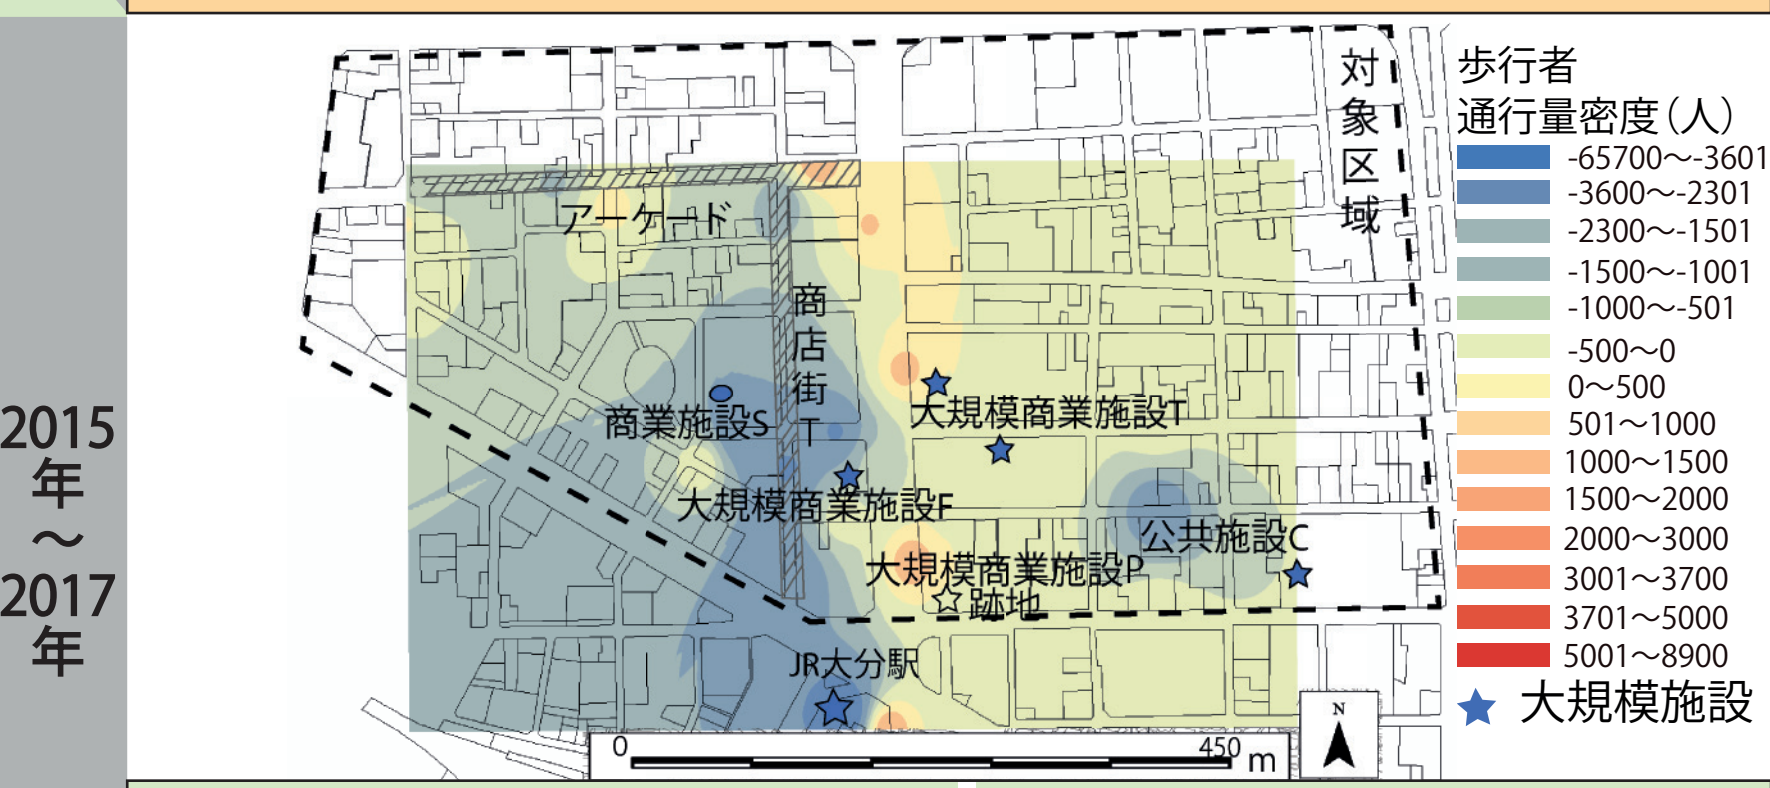 2015
年
〜
2017
年
対象区域
アーケード
商店街T
商業施設S
大規模商業施設T
大規模商業施設F
公共施設C
大規模商業施設P
☆跡地
JR大分駅
0 450 m
N
歩行者
通行量密度(人)
-65700〜-3601
-3600〜-2301
-2300〜-1501
-1500〜-1001
-1000〜-501
-500〜0
0〜500
501〜1000
1000〜1500
1500〜2000
2000〜3000
3001〜3700
3701〜5000
5001〜8900
★ 大規模施設